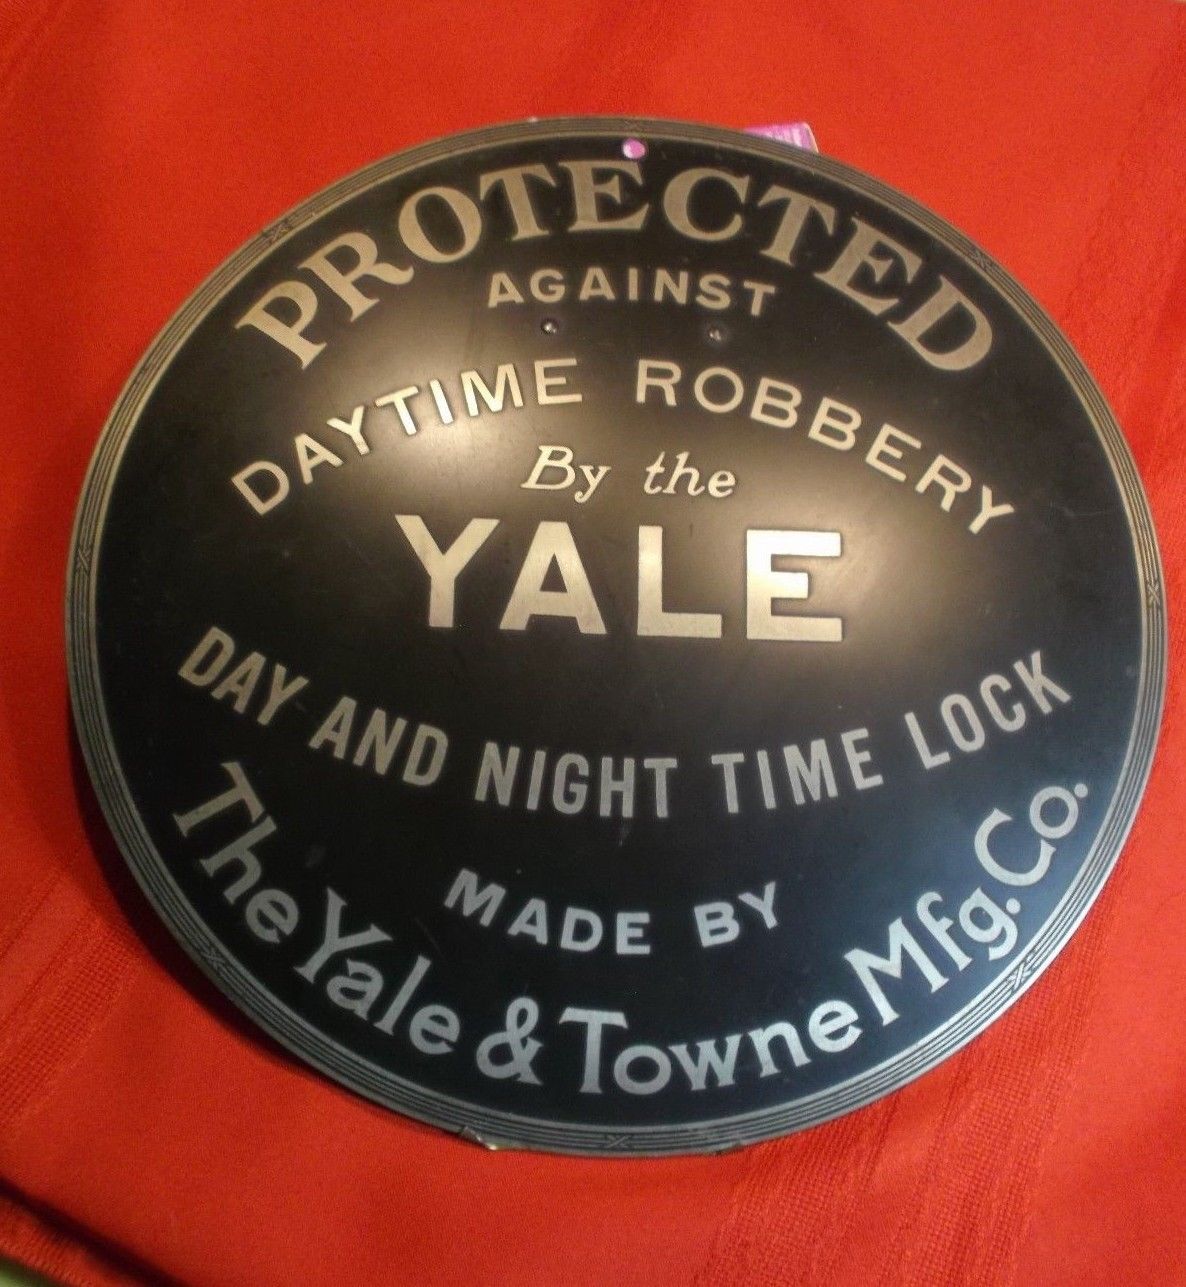 PROTECTED
AGAINST
DAYTIME ROBBERY
By the
YALE
DAY AND NIGHT TIME LOCK
MADE BY
The Yale & Towne Mfg. Co.